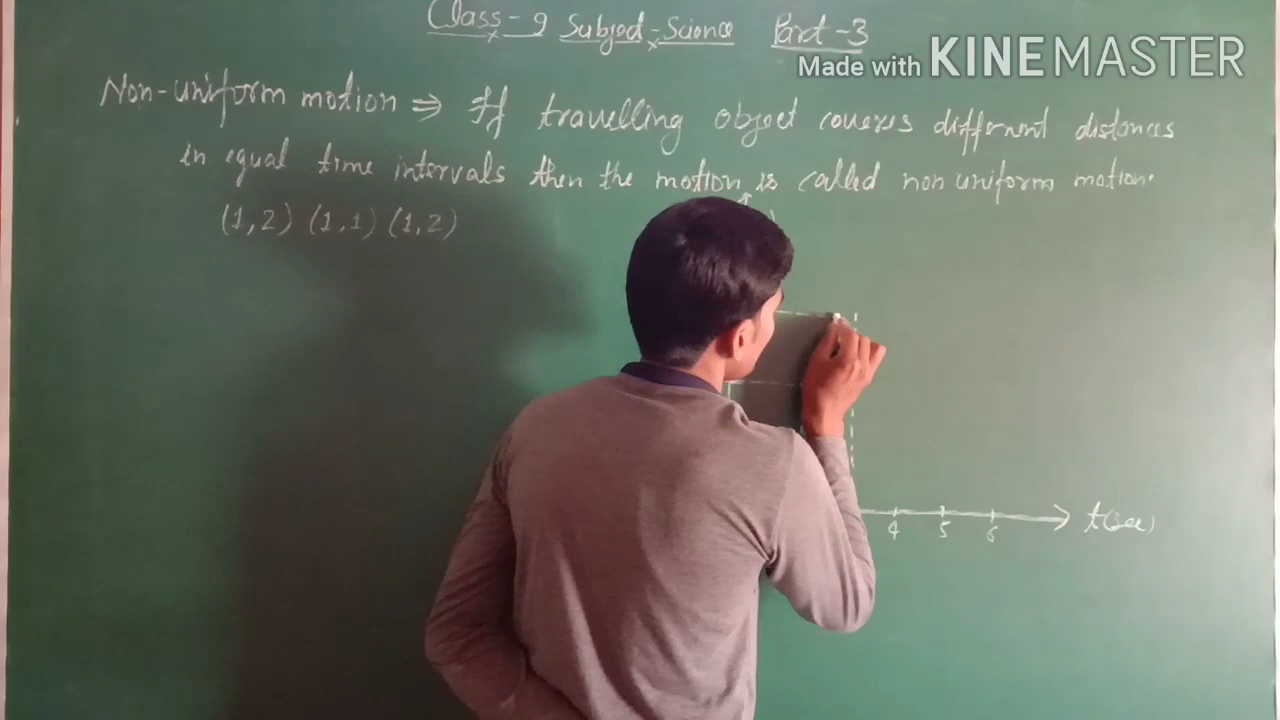 Class-9 Subject-Science Part-3
Made with KINEMASTER
Non-uniform motion ⇒ If travelling object coveres different distances
in equal time intervals then the motion is called non uniform motion.
(1,2) (1,1) (1,2)
4 5 6 t(sec)